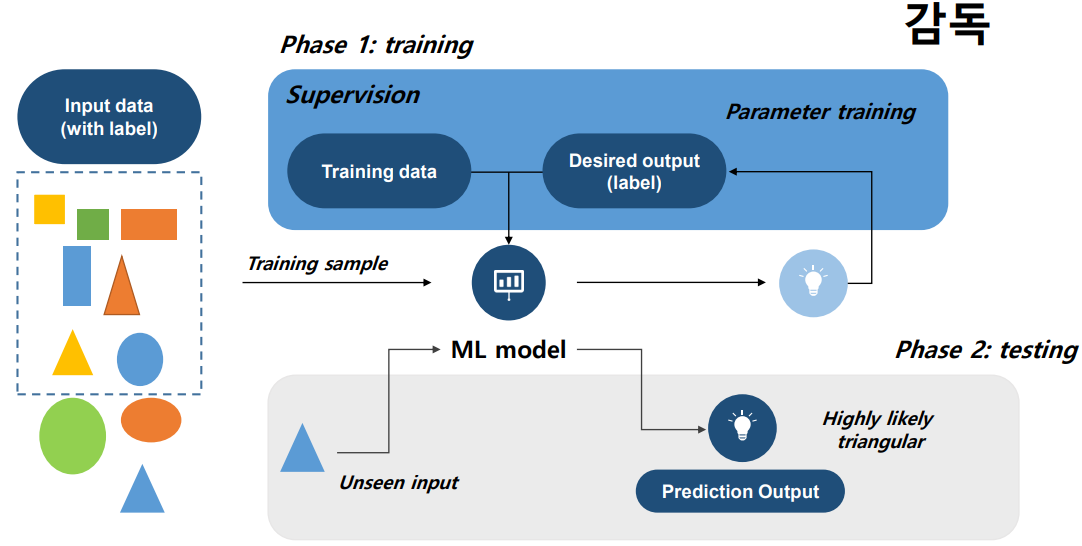 감독
Phase 1: training
Input data
(with label)
Supervision
Parameter training
Training data
Desired output
(label)
Training sample
ML model
Phase 2: testing
Highly likely
triangular
Unseen input
Prediction Output